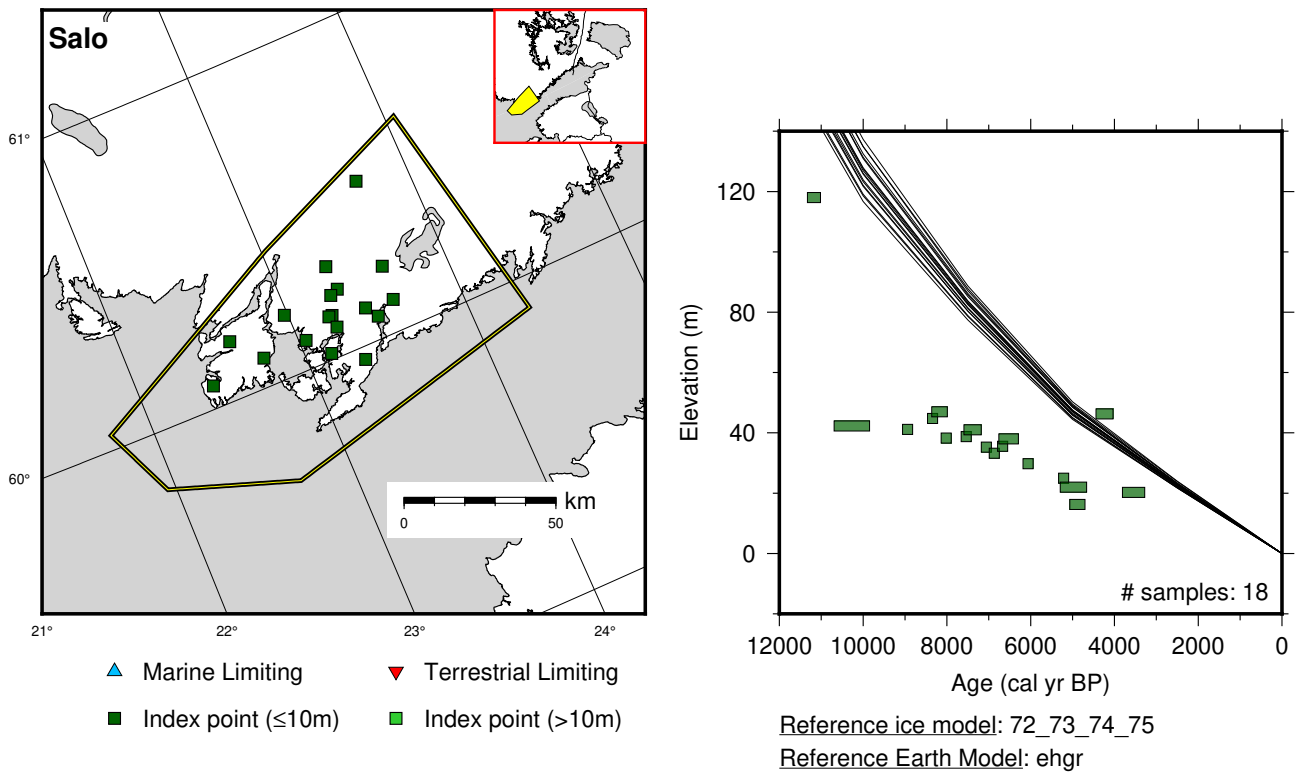 Salo
61°
60°
21°
22°
23°
24°
km
0
50
Marine Limiting
Terrestrial Limiting
Index point (≤10m)
Index point (>10m)
Elevation (m)
120
80
40
0
# samples: 18
12000
10000
8000
6000
4000
2000
0
Age (cal yr BP)
Reference ice model: 72_73_74_75
Reference Earth Model: ehgr